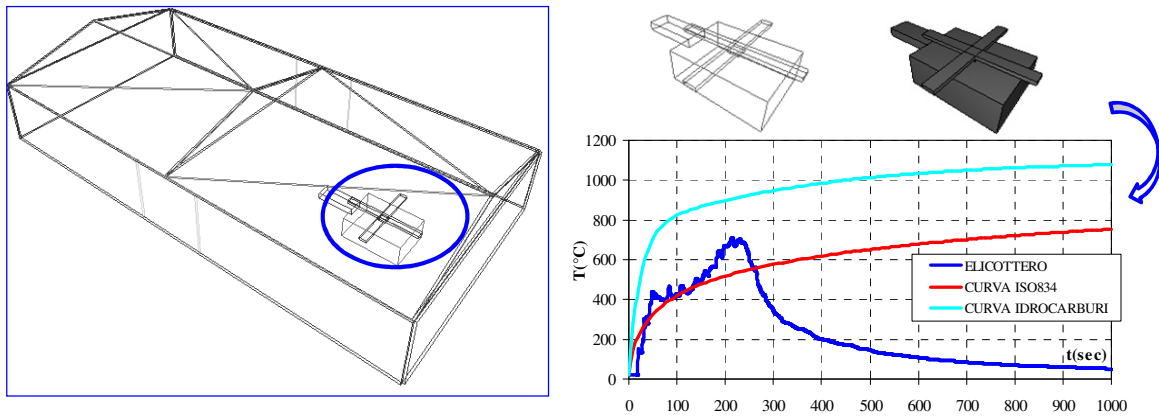 1200
1000
800
600
400
200
0
T(°C)
ELICOTTERO
CURVA ISO834
CURVA IDROCARBURI
t(sec)
0 100 200 300 400 500 600 700 800 900 1000